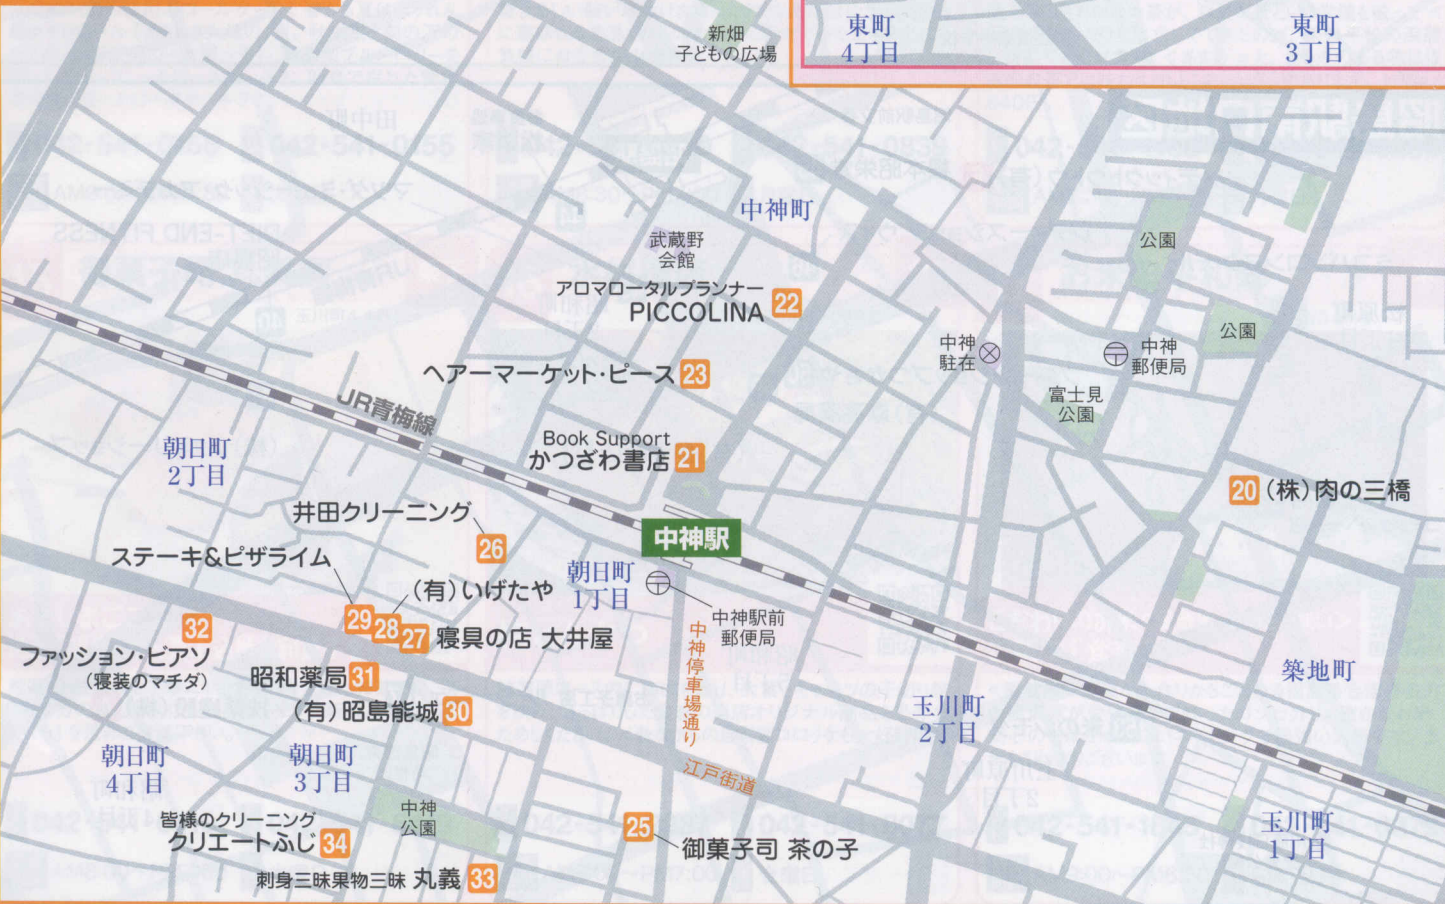 新畑
子どもの広場
東町
4丁目
東町
3丁目
中神町
武蔵野
会館
公園
アロマロータルプランナー
PICCOLINA 22
公園
中神
駐在
中神
郵便局
ヘアーマーケット・ピース 23
富士見
公園
JR青梅線
Book Support
かつざわ書店 21
朝日町
2丁目
20 (株)肉の三橋
井田クリーニング
26
中神駅
ステーキ&ピザライム
朝日町
1丁目
(有)いげたや
29
28
27 寝具の店 大井屋
中神駅前
郵便局
32
ファッション・ピアソ
(寝装のマチダ)
昭和薬局 31
(有)昭島能城 30
中神停車場通り
築地町
玉川町
2丁目
朝日町
4丁目
朝日町
3丁目
江戸街道
中神
公園
皆様のクリーニング
クリエートふじ 34
25
御菓子司 茶の子
玉川町
1丁目
刺身三昧果物三昧 丸義 33